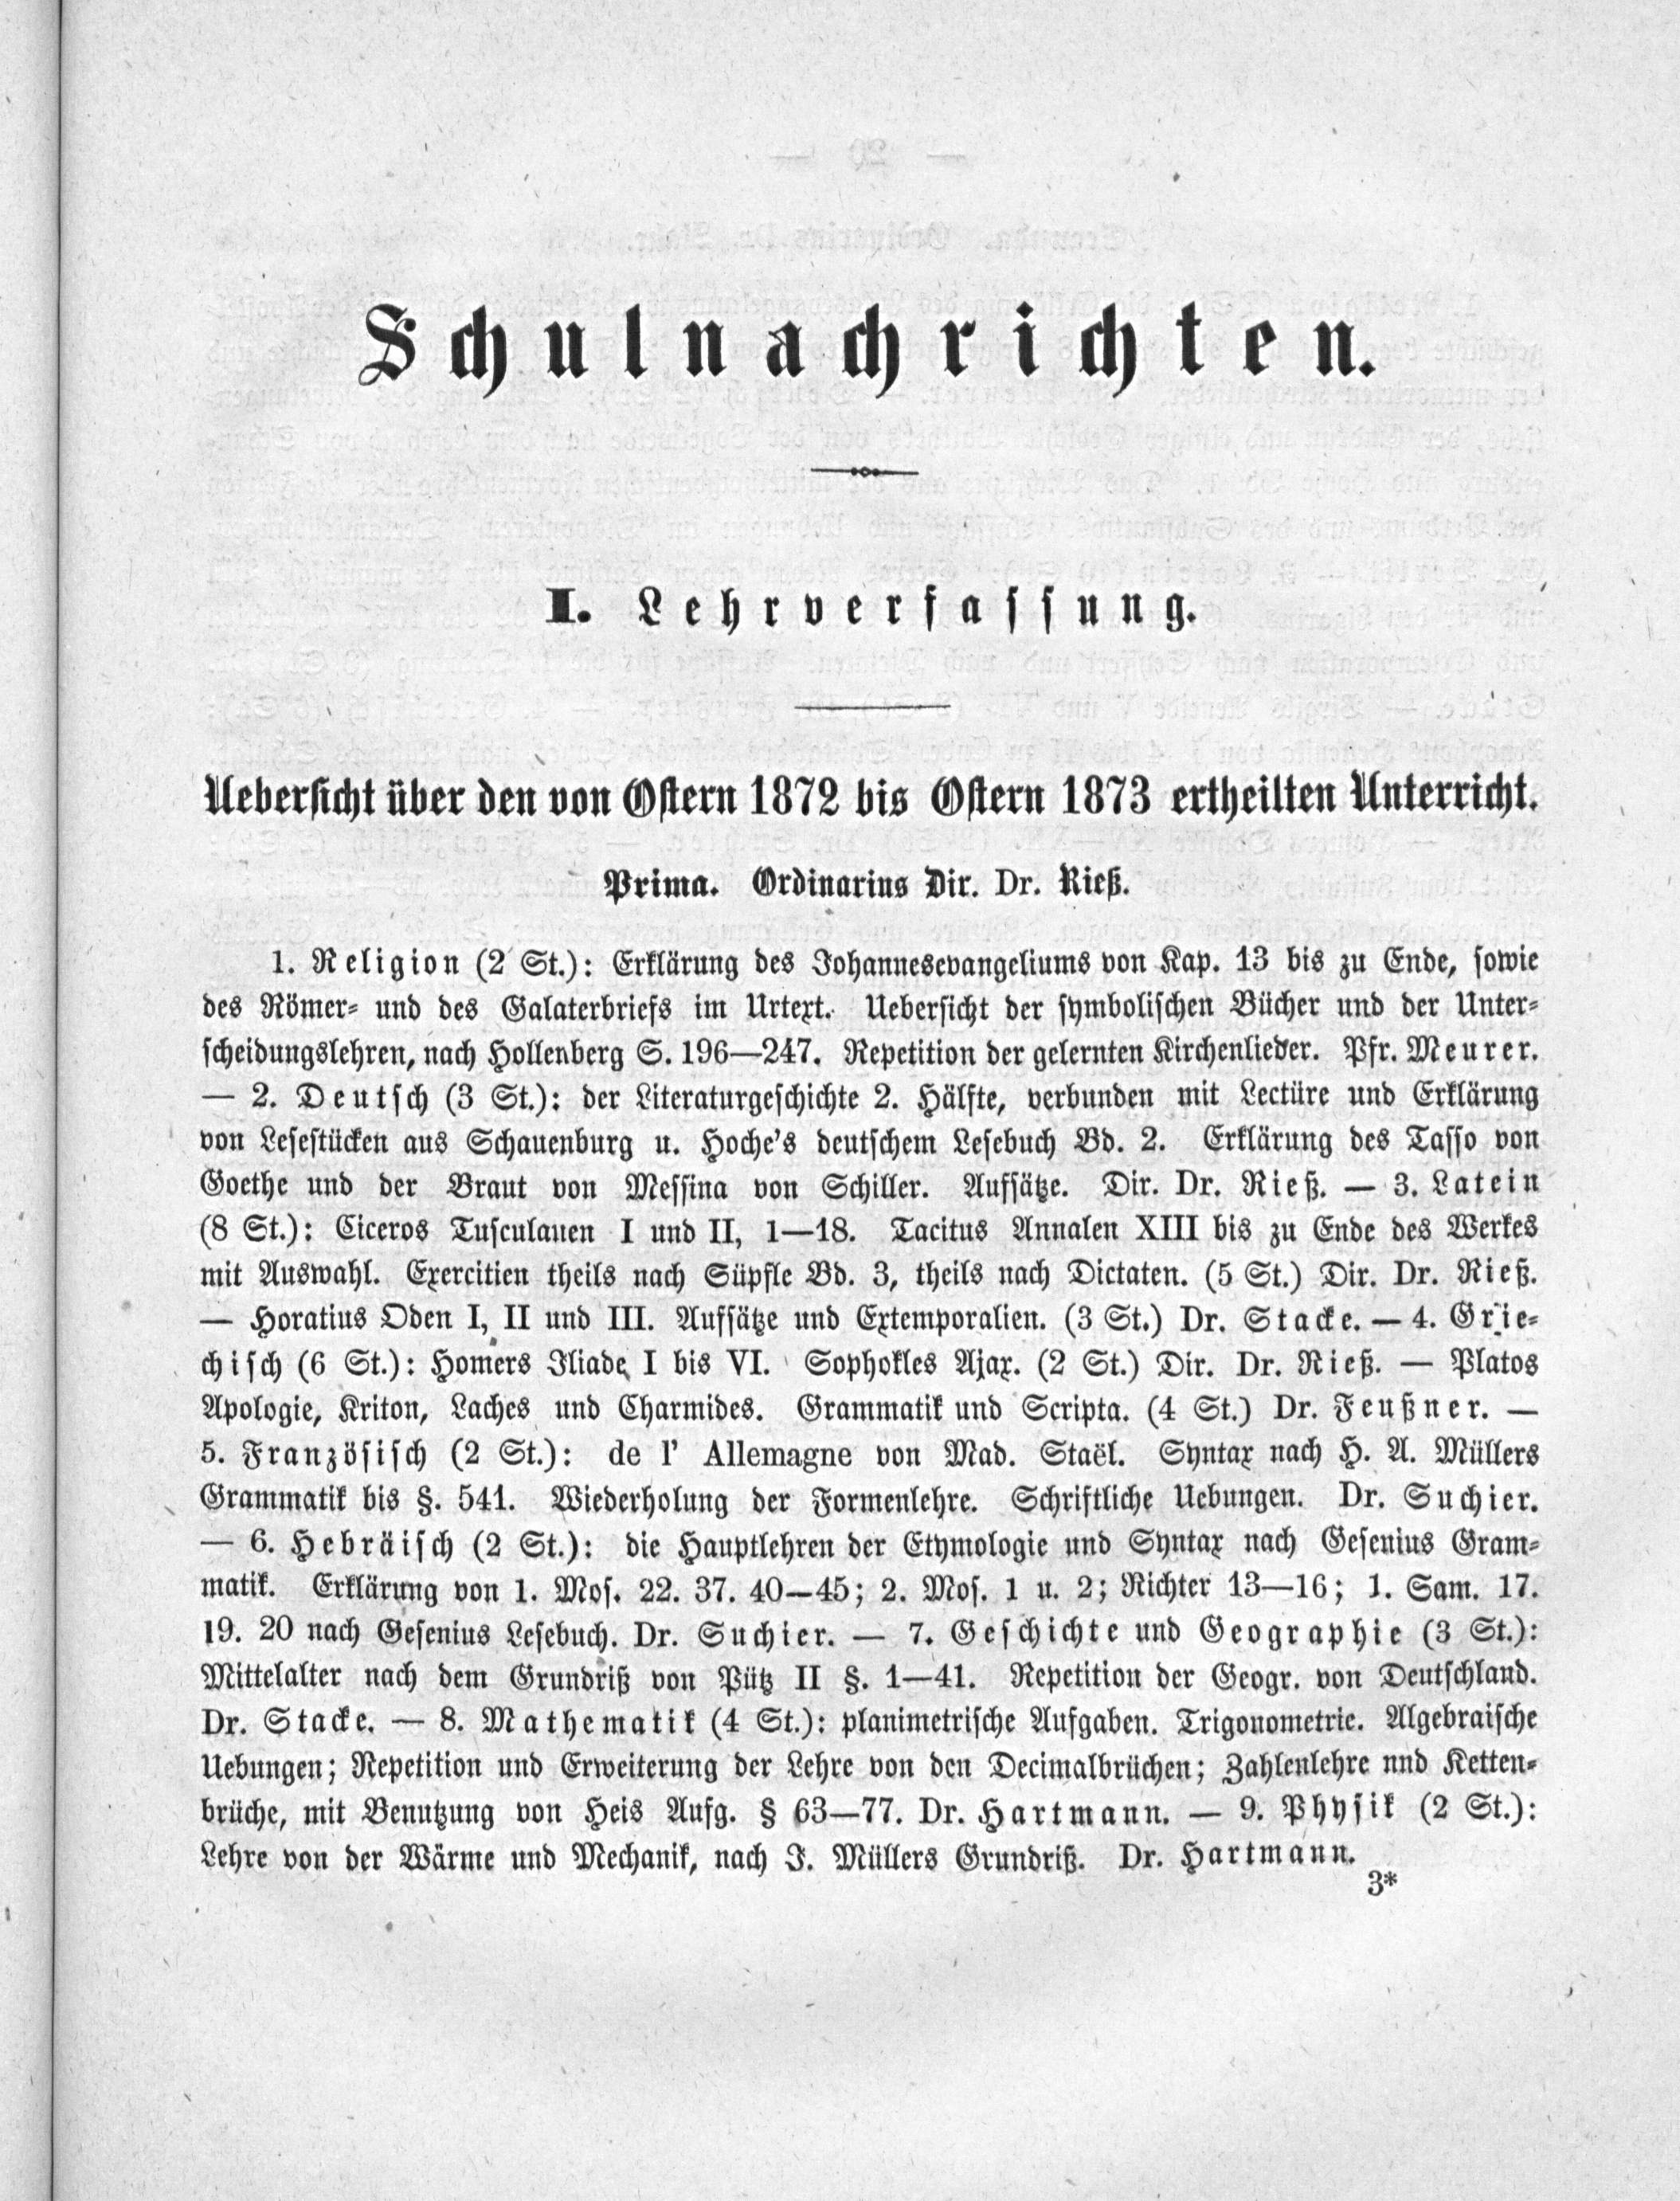 Schulnachrichten.
I. Lehrverfassung.
Uebersicht über den von Ostern 1872 bis Ostern 1873 ertheilten Unterricht.
Prima. Ordinarius Dir. Dr. Rieß.
1. Religion (2 St.): Erklärung des Johannesevangeliums von Kap. 13 bis zu Ende, sowie
des Römer- und des Galaterbriefs im Urtext. Uebersicht der symbolischen Bücher und der Unter-
scheidungslehren, nach Hollenberg S. 196—247. Repetition der gelernten Kirchenlieder. Pfr. Meurer.
— 2. Deutsch (3 St.): der Literaturgeschichte 2. Hälfte, verbunden mit Lectüre und Erklärung
von Lesestücken aus Schauenburg u. Hoche's deutschem Lesebuch Bd. 2. Erklärung des Tasso von
Goethe und der Braut von Messina von Schiller. Aufsätze. Dir. Dr. Rieß. — 3. Latein
(8 St.): Ciceros Tusculanen I und II, 1—18. Tacitus Annalen XIII bis zu Ende des Werkes
mit Auswahl. Exercitien theils nach Süpfle Bd. 3, theils nach Dictaten. (5 St.) Dir. Dr. Rieß.
— Horatius Oden I, II und III. Aufsätze und Extemporalien. (3 St.) Dr. Stacke. — 4. Grie-
chisch (6 St.): Homers Iliade I bis VI. Sophokles Ajax. (2 St.) Dir. Dr. Rieß. — Platos
Apologie, Kriton, Laches und Charmides. Grammatik und Scripta. (4 St.) Dr. Feußner. —
5. Französisch (2 St.): de l' Allemagne von Mad. Staël. Syntax nach H. A. Müllers
Grammatik bis §. 541. Wiederholung der Formenlehre. Schriftliche Uebungen. Dr. Suchier.
— 6. Hebräisch (2 St.): die Hauptlehren der Etymologie und Syntax nach Gesenius Gram-
matik. Erklärung von 1. Mos. 22. 37. 40—45; 2. Mos. 1 u. 2; Richter 13—16; 1. Sam. 17.
19. 20 nach Gesenius Lesebuch. Dr. Suchier. — 7. Geschichte und Geographie (3 St.):
Mittelalter nach dem Grundriß von Pütz II §. 1—41. Repetition der Geogr. von Deutschland.
Dr. Stacke. — 8. Mathematik (4 St.): planimetrische Aufgaben. Trigonometrie. Algebraische
Uebungen; Repetition und Erweiterung der Lehre von den Decimalbrüchen; Zahlenlehre nnd Ketten-
brüche, mit Benutzung von Heis Aufg. § 63—77. Dr. Hartmann. — 9. Physik (2 St.):
Lehre von der Wärme und Mechanik, nach J. Müllers Grundriß. Dr. Hartmann.
3*